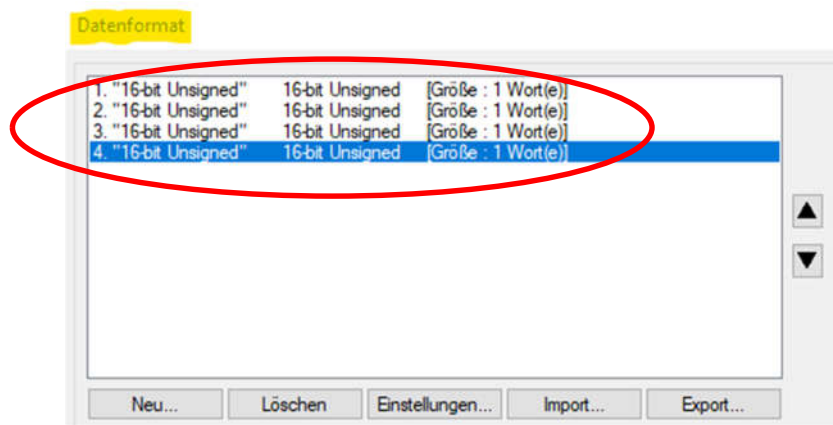 Datenformat
1. "16-bit Unsigned" 16-bit Unsigned [Größe : 1 Wort(e)]
2. "16-bit Unsigned" 16-bit Unsigned [Größe : 1 Wort(e)]
3. "16-bit Unsigned" 16-bit Unsigned [Größe : 1 Wort(e)]
4. "16-bit Unsigned" 16-bit Unsigned [Größe : 1 Wort(e)]
Neu... Löschen Einstellungen... Import... Export...